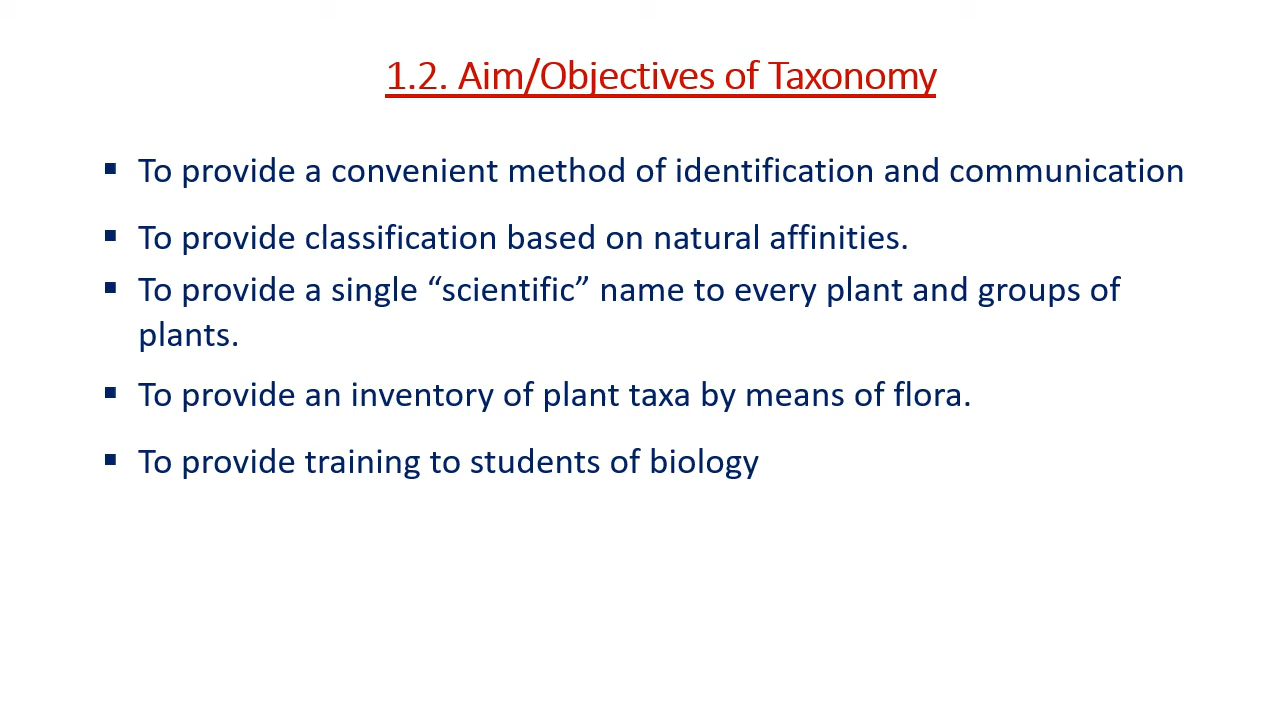 1.2. Aim/Objectives of Taxonomy
▪ To provide a convenient method of identification and communication
▪ To provide classification based on natural affinities.
▪ To provide a single “scientific” name to every plant and groups of
plants.
▪ To provide an inventory of plant taxa by means of flora.
▪ To provide training to students of biology